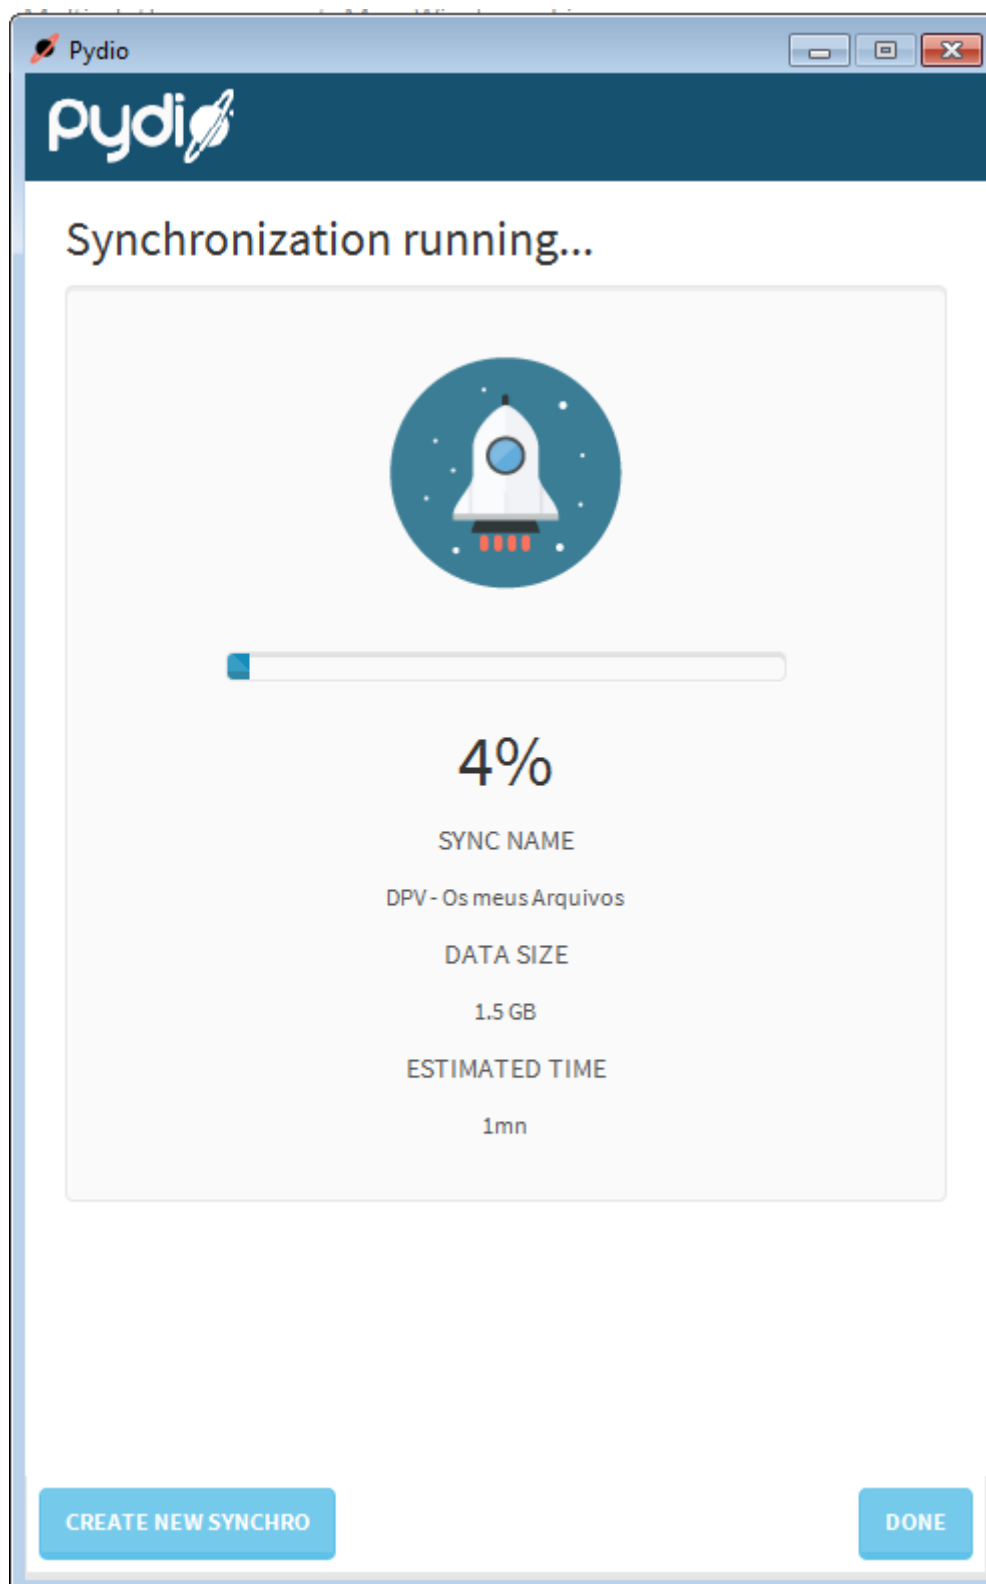 Pydio
pydio
Synchronization running...
4%
SYNC NAME
DPV - Os meus Arquivos
DATA SIZE
1.5 GB
ESTIMATED TIME
1mn
CREATE NEW SYNCHRO
DONE